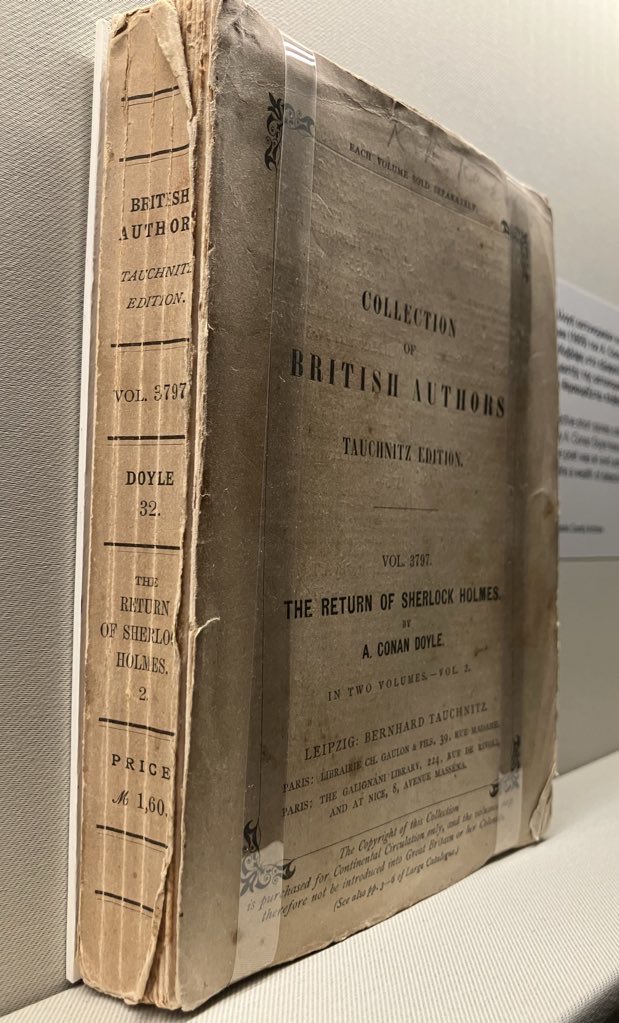 BRITISH
AUTHOR
TAUCHNITZ
EDITION.
VOL. 3797
DOYLE
32.
THE
RETURN
OF SHERLO
HOLMES.
2.
PRICE
ℳ 1,60.
EACH VOLUME SOLD SEPARATELY.
COLLECTION
OF
BRITISH AUTHORS
TAUCHNITZ EDITION.
VOL. 3797.
THE RETURN OF SHERLOCK HOLMES.
BY
A. CONAN DOYLE.
IN TWO VOLUMES.—VOL. 2.
LEIPZIG: BERNHARD TAUCHNITZ.
PARIS: LIBRAIRIE CH. GAULON & FILS, 39, RUE MADAME.
PARIS: THE GALIGNANI LIBRARY, 224, RUE DE RIVOLI,
AND AT NICE, 8, AVENUE MASSÉNA.
The Copyright of this Collection
is purchased for Continental Circulation only, and the volumes may
therefore not be introduced into Great Britain or her Colonies.
(See also pp. 3—6 of Large Catalogue.)